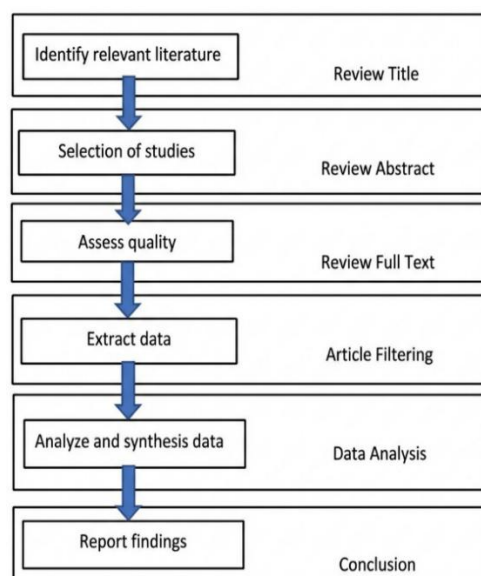 Identify relevant literature
Review Title
Selection of studies
Review Abstract
Assess quality
Review Full Text
Extract data
Article Filtering
Analyze and synthesis data
Data Analysis
Report findings
Conclusion